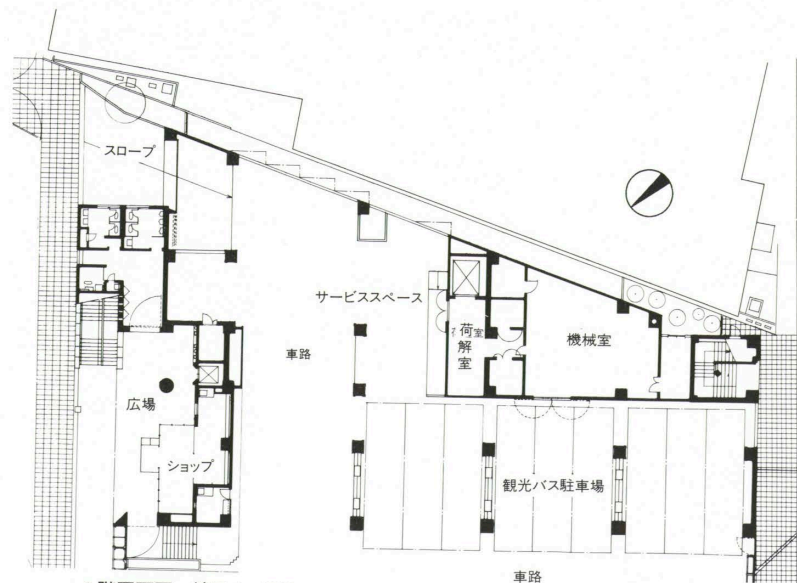 スロープ
サービススペース
荷解室
機械室
車路
広場
ショップ
観光バス駐車場
車路